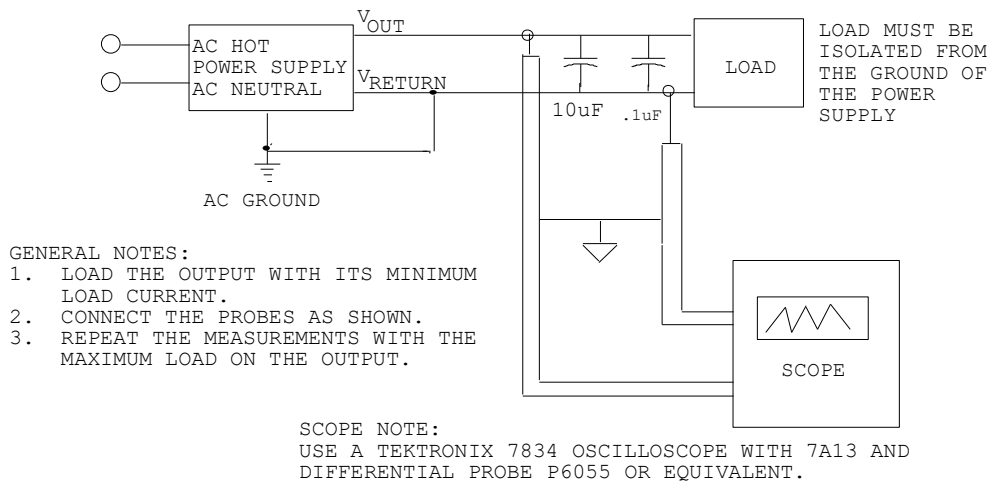 V OUT
AC HOT
POWER SUPPLY
AC NEUTRAL
V RETURN
10uF
.1uF
LOAD
LOAD MUST BE
ISOLATED FROM
THE GROUND OF
THE POWER
SUPPLY
AC GROUND
GENERAL NOTES:
1. LOAD THE OUTPUT WITH ITS MINIMUM
LOAD CURRENT.
2. CONNECT THE PROBES AS SHOWN.
3. REPEAT THE MEASUREMENTS WITH THE
MAXIMUM LOAD ON THE OUTPUT.
SCOPE
SCOPE NOTE:
USE A TEKTRONIX 7834 OSCILLOSCOPE WITH 7A13 AND
DIFFERENTIAL PROBE P6055 OR EQUIVALENT.